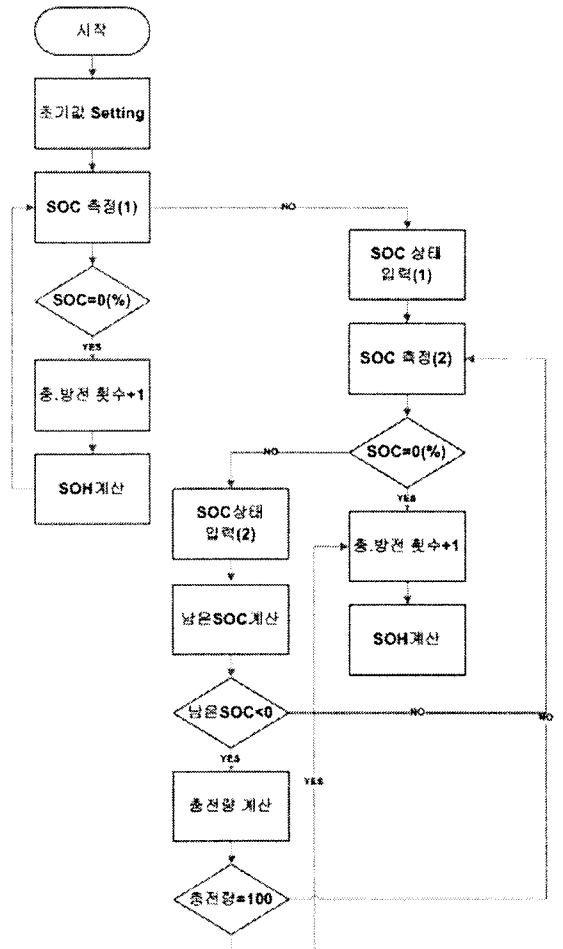 시작
초기값 Setting
SOC 측정(1)
NO
SOC=0(%)
YES
충.방전 횟수+1
SOH계산
SOC 상태
입력(1)
SOC 측정(2)
SOC=0(%)
NO
YES
SOC상태
입력(2)
충.방전 횟수+1
남은SOC계산
SOH계산
남은SOC<0
NO
NO
YES
YES
충전량 계산
충전량=100